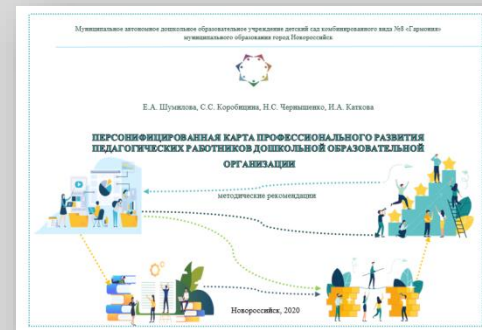 Муниципальное автономное дошкольное образовательное учреждение детский сад комбинированного вида №8 «Гармония»
муниципального образования город Новороссийск
Е.А. Шумилова, С.С. Коробицина, Н.С. Чернышенко, И.А. Каткова
ПЕРСОНИФИЦИРОВАННАЯ КАРТА ПРОФЕССИОНАЛЬНОГО РАЗВИТИЯ
ПЕДАГОГИЧЕСКИХ РАБОТНИКОВ ДОШКОЛЬНОЙ ОБРАЗОВАТЕЛЬНОЙ
ОРГАНИЗАЦИИ
методические рекомендации
Новороссийск, 2020